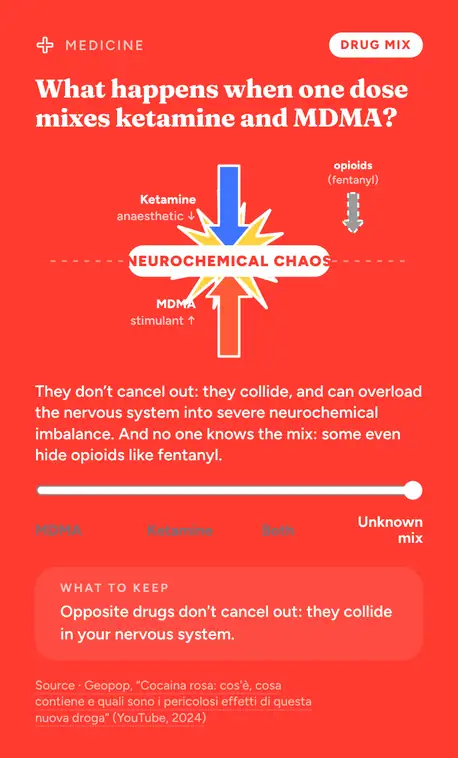 MEDICINE
DRUG MIX
What happens when one dose
mixes ketamine and MDMA?
opioids
(fentanyl)
Ketamine
anaesthetic ↓
NEUROCHEMICAL CHAOS
MDMA
stimulant ↑
They don’t cancel out: they collide, and can overload
the nervous system into severe neurochemical
imbalance. And no one knows the mix: some even
hide opioids like fentanyl.
MDMA
Ketamine
Both
Unknown
mix
WHAT TO KEEP
Opposite drugs don’t cancel out: they collide
in your nervous system.
Source · Geopop, “Cocaina rosa: cos'è, cosa
contiene e quali sono i pericolosi effetti di questa
nuova droga” (YouTube, 2024)